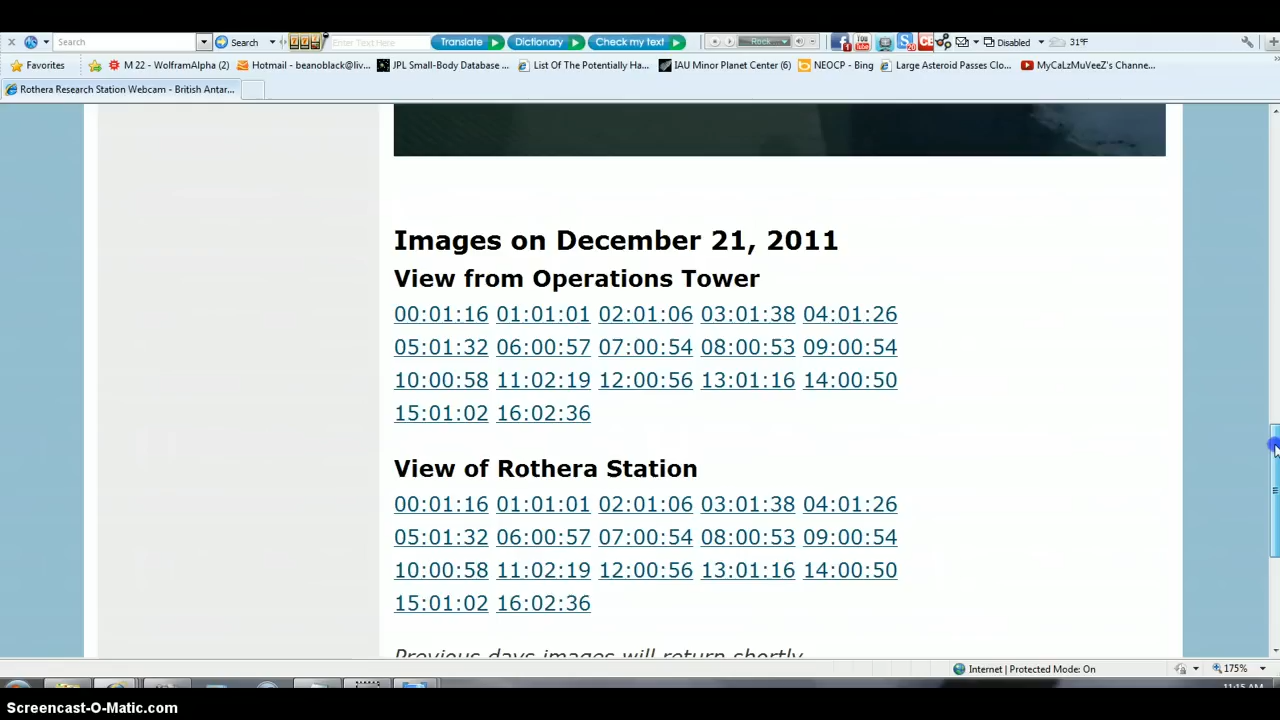 Search Search Enter Text Here Translate Dictionary Check my text Rock Disabled 31°F
Favorites M 22 - WolframAlpha (2) Hotmail - beanoblack@liv... JPL Small-Body Database ... List Of The Potentially Ha... IAU Minor Planet Center (6) NEOCP - Bing Large Asteroid Passes Clo... MyCaLzMuVeeZ's Channe...
Rothera Research Station Webcam - British Antar...
Images on December 21, 2011
View from Operations Tower
00:01:16 01:01:01 02:01:06 03:01:38 04:01:26
05:01:32 06:00:57 07:00:54 08:00:53 09:00:54
10:00:58 11:02:19 12:00:56 13:01:16 14:00:50
15:01:02 16:02:36
View of Rothera Station
00:01:16 01:01:01 02:01:06 03:01:38 04:01:26
05:01:32 06:00:57 07:00:54 08:00:53 09:00:54
10:00:58 11:02:19 12:00:56 13:01:16 14:00:50
15:01:02 16:02:36
Previous days images will return shortly
Internet | Protected Mode: On 175%
11:15 AM
Screencast-O-Matic.com